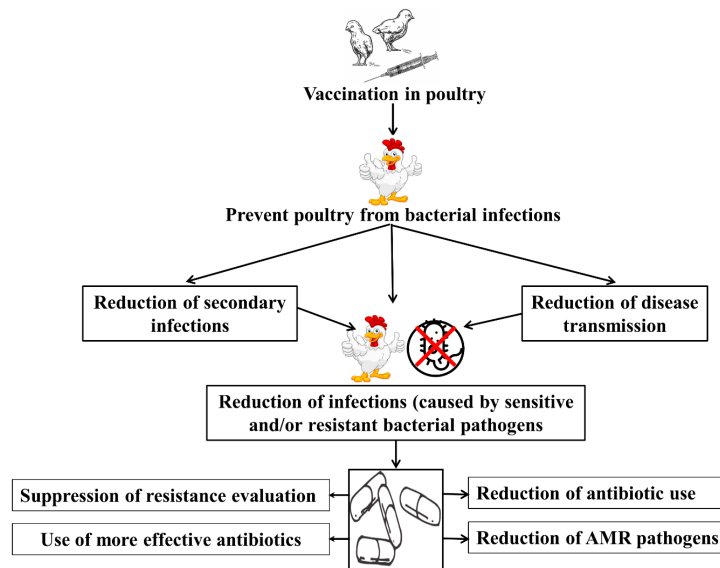 Vaccination in poultry
Prevent poultry from bacterial infections
Reduction of secondary
infections
Reduction of disease
transmission
Reduction of infections (caused by sensitive
and/or resistant bacterial pathogens
Suppression of resistance evaluation
Reduction of antibiotic use
Use of more effective antibiotics
Reduction of AMR pathogens